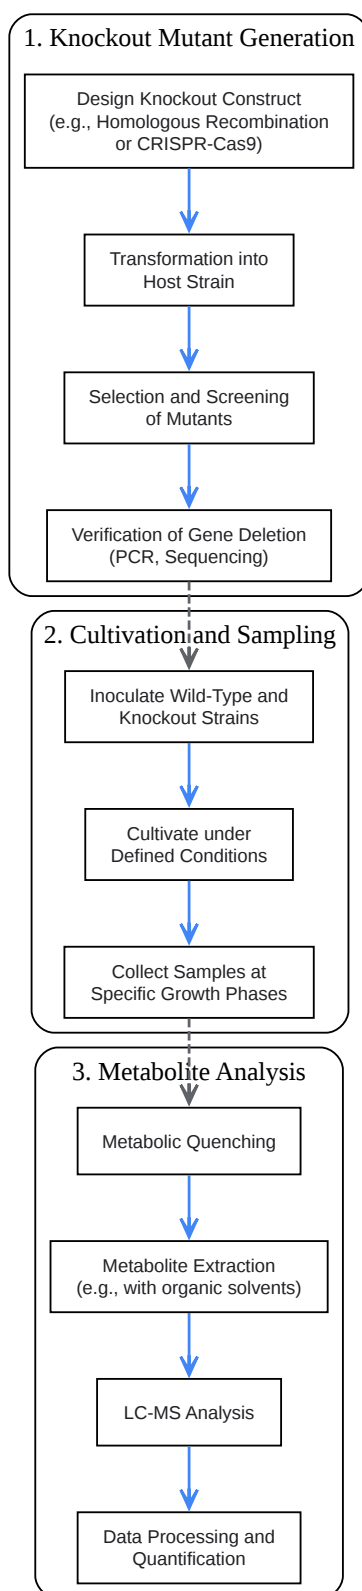 1. Knockout Mutant Generation
Design Knockout Construct
(e.g., Homologous Recombination
or CRISPR-Cas9)
Transformation into
Host Strain
Selection and Screening
of Mutants
Verification of Gene Deletion
(PCR, Sequencing)
2. Cultivation and Sampling
Inoculate Wild-Type and
Knockout Strains
Cultivate under
Defined Conditions
Collect Samples at
Specific Growth Phases
3. Metabolite Analysis
Metabolic Quenching
Metabolite Extraction
(e.g., with organic solvents)
LC-MS Analysis
Data Processing and
Quantification